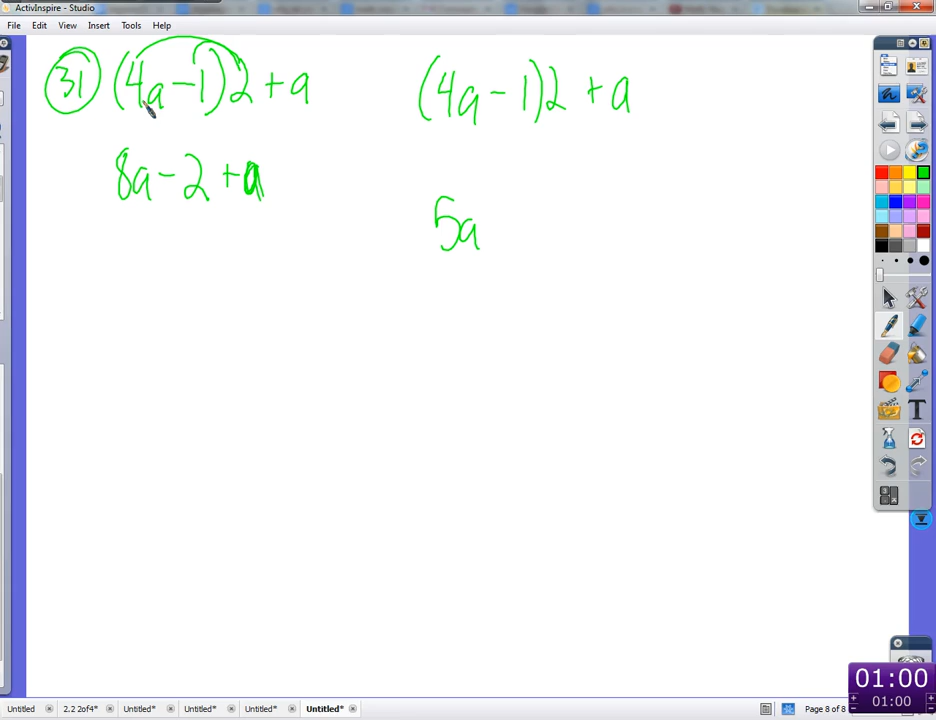 ActivInspire - Studio
File Edit View Insert Tools Help
31 (4a-1)2+a
(4a-1)2+a
8a-2+a
5a
T
01:00
01:00
Untitled 2.2 2of4* Untitled* Untitled* Untitled* Untitled* Page 8 of 8